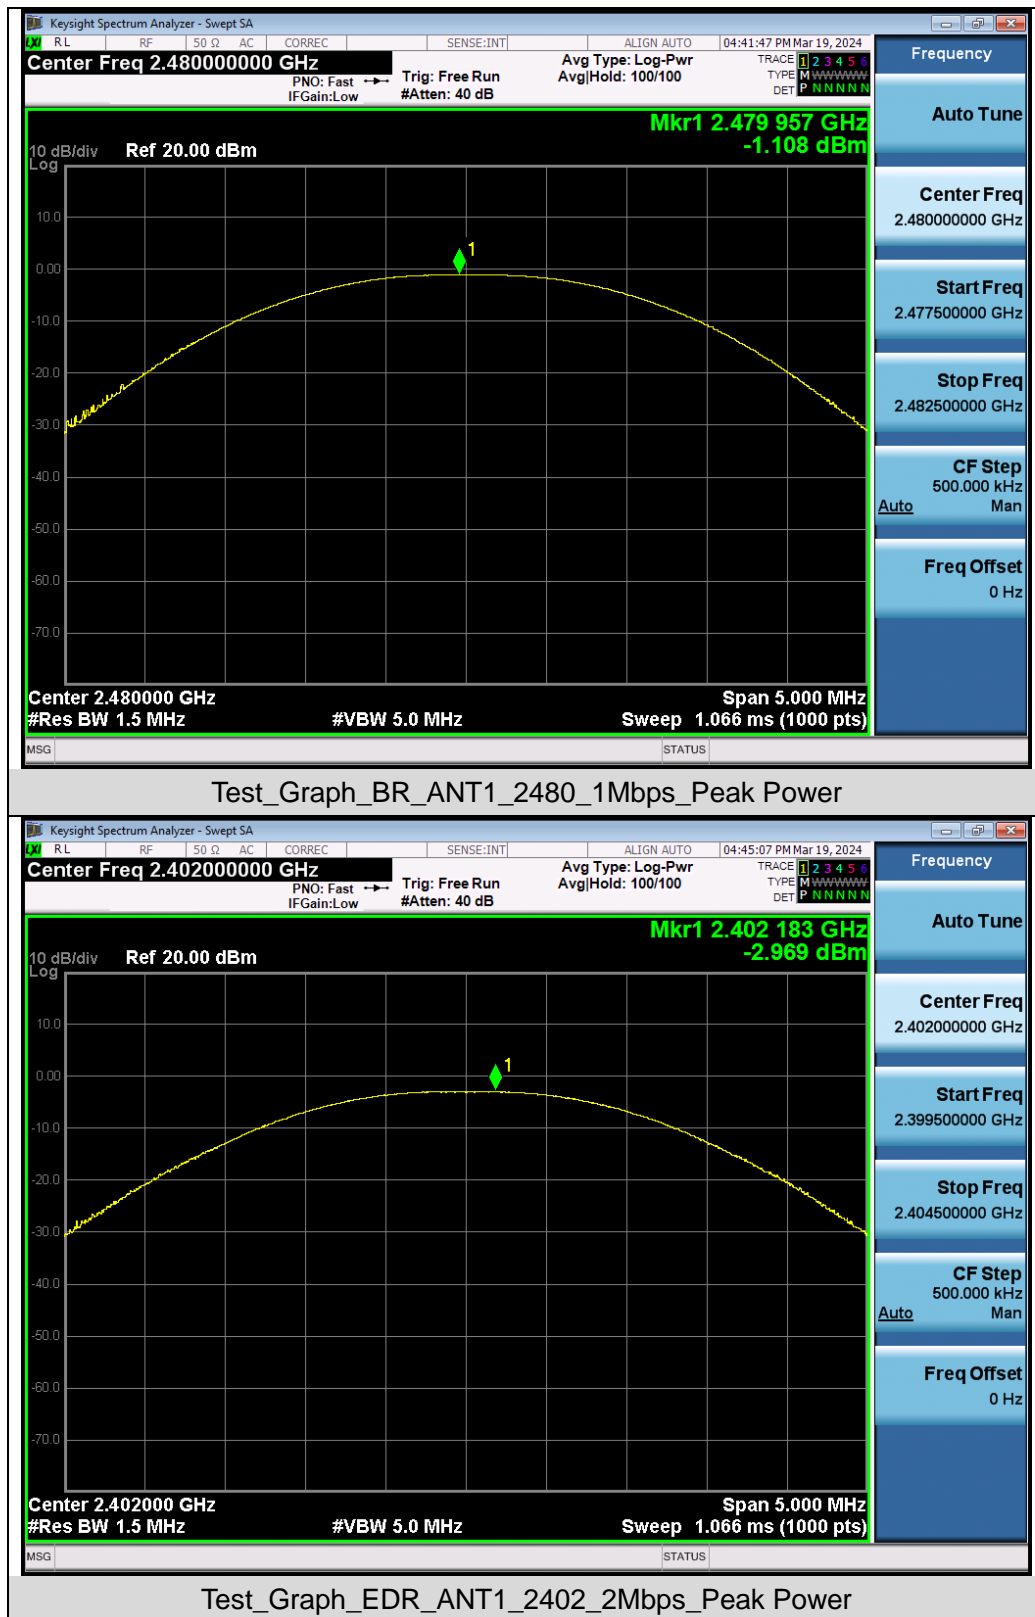 Keysight Spectrum Analyzer - Swept SA
LXI RL RF 50 Ω AC CORREC SENSE:INT ALIGN AUTO 04:41:47 PM Mar 19, 2024
Center Freq 2.480000000 GHz
PNO: Fast
IFGain:Low
Trig: Free Run
#Atten: 40 dB
Avg Type: Log-Pwr
Avg|Hold: 100/100
TRACE 1 2 3 4 5 6
TYPE M WWWWW
DET P N N N N N
Mkr1 2.479 957 GHz
-1.108 dBm
10 dB/div Ref 20.00 dBm
Log
10.0
0.00
-10.0
-20.0
-30.0
-40.0
-50.0
-60.0
-70.0
1
Center 2.480000 GHz Span 5.000 MHz
#Res BW 1.5 MHz #VBW 5.0 MHz Sweep 1.066 ms (1000 pts)
MSG STATUS
Frequency
Auto Tune
Center Freq
2.480000000 GHz
Start Freq
2.477500000 GHz
Stop Freq
2.482500000 GHz
CF Step
500.000 kHz
Auto Man
Freq Offset
0 Hz
Test_Graph_BR_ANT1_2480_1Mbps_Peak Power
Keysight Spectrum Analyzer - Swept SA
LXI RL RF 50 Ω AC CORREC SENSE:INT ALIGN AUTO 04:45:07 PM Mar 19, 2024
Center Freq 2.402000000 GHz
PNO: Fast
IFGain:Low
Trig: Free Run
#Atten: 40 dB
Avg Type: Log-Pwr
Avg|Hold: 100/100
TRACE 1 2 3 4 5 6
TYPE M WWWWW
DET P N N N N N
Mkr1 2.402 183 GHz
-2.969 dBm
10 dB/div Ref 20.00 dBm
Log
10.0
0.00
-10.0
-20.0
-30.0
-40.0
-50.0
-60.0
-70.0
1
Center 2.402000 GHz Span 5.000 MHz
#Res BW 1.5 MHz #VBW 5.0 MHz Sweep 1.066 ms (1000 pts)
MSG STATUS
Frequency
Auto Tune
Center Freq
2.402000000 GHz
Start Freq
2.399500000 GHz
Stop Freq
2.404500000 GHz
CF Step
500.000 kHz
Auto Man
Freq Offset
0 Hz
Test_Graph_EDR_ANT1_2402_2Mbps_Peak Power